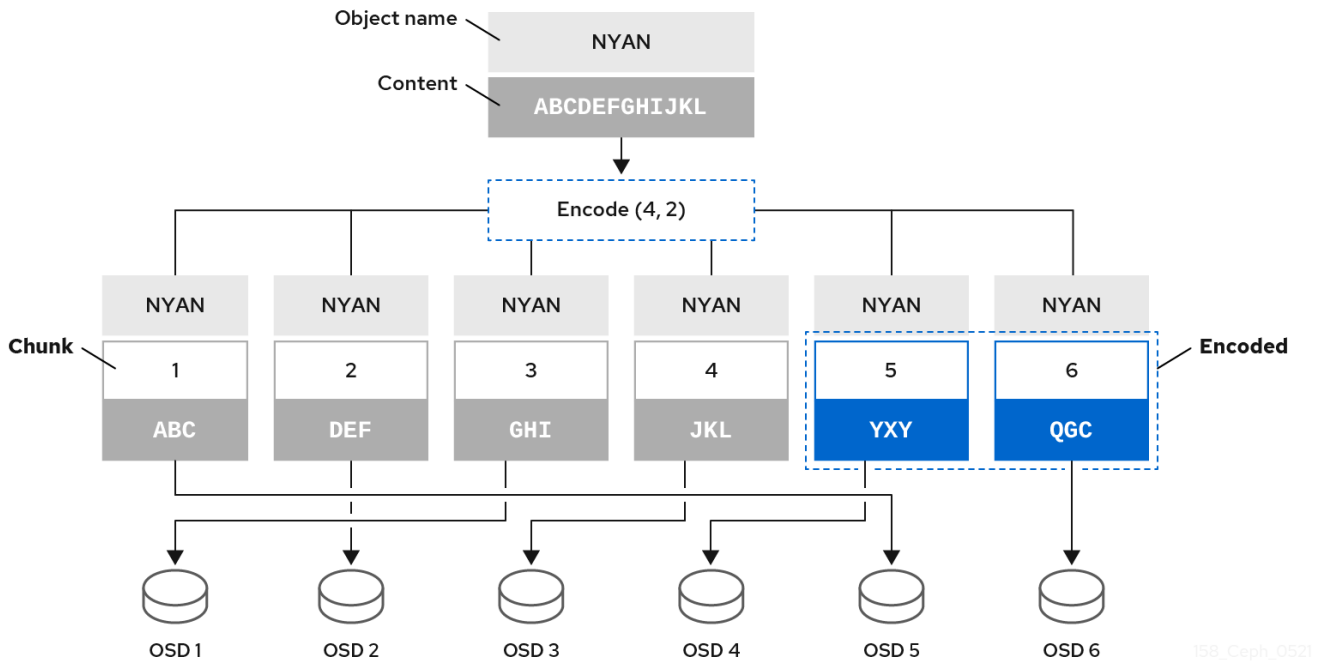 Object name
NYAN
Content
ABCDEFGHIJKL
Encode (4, 2)
NYAN NYAN NYAN NYAN NYAN NYAN
Chunk
1 2 3 4 5 6
Encoded
ABC DEF GHI JKL YXY QGC
OSD 1 OSD 2 OSD 3 OSD 4 OSD 5 OSD 6
158_Ceph_0521